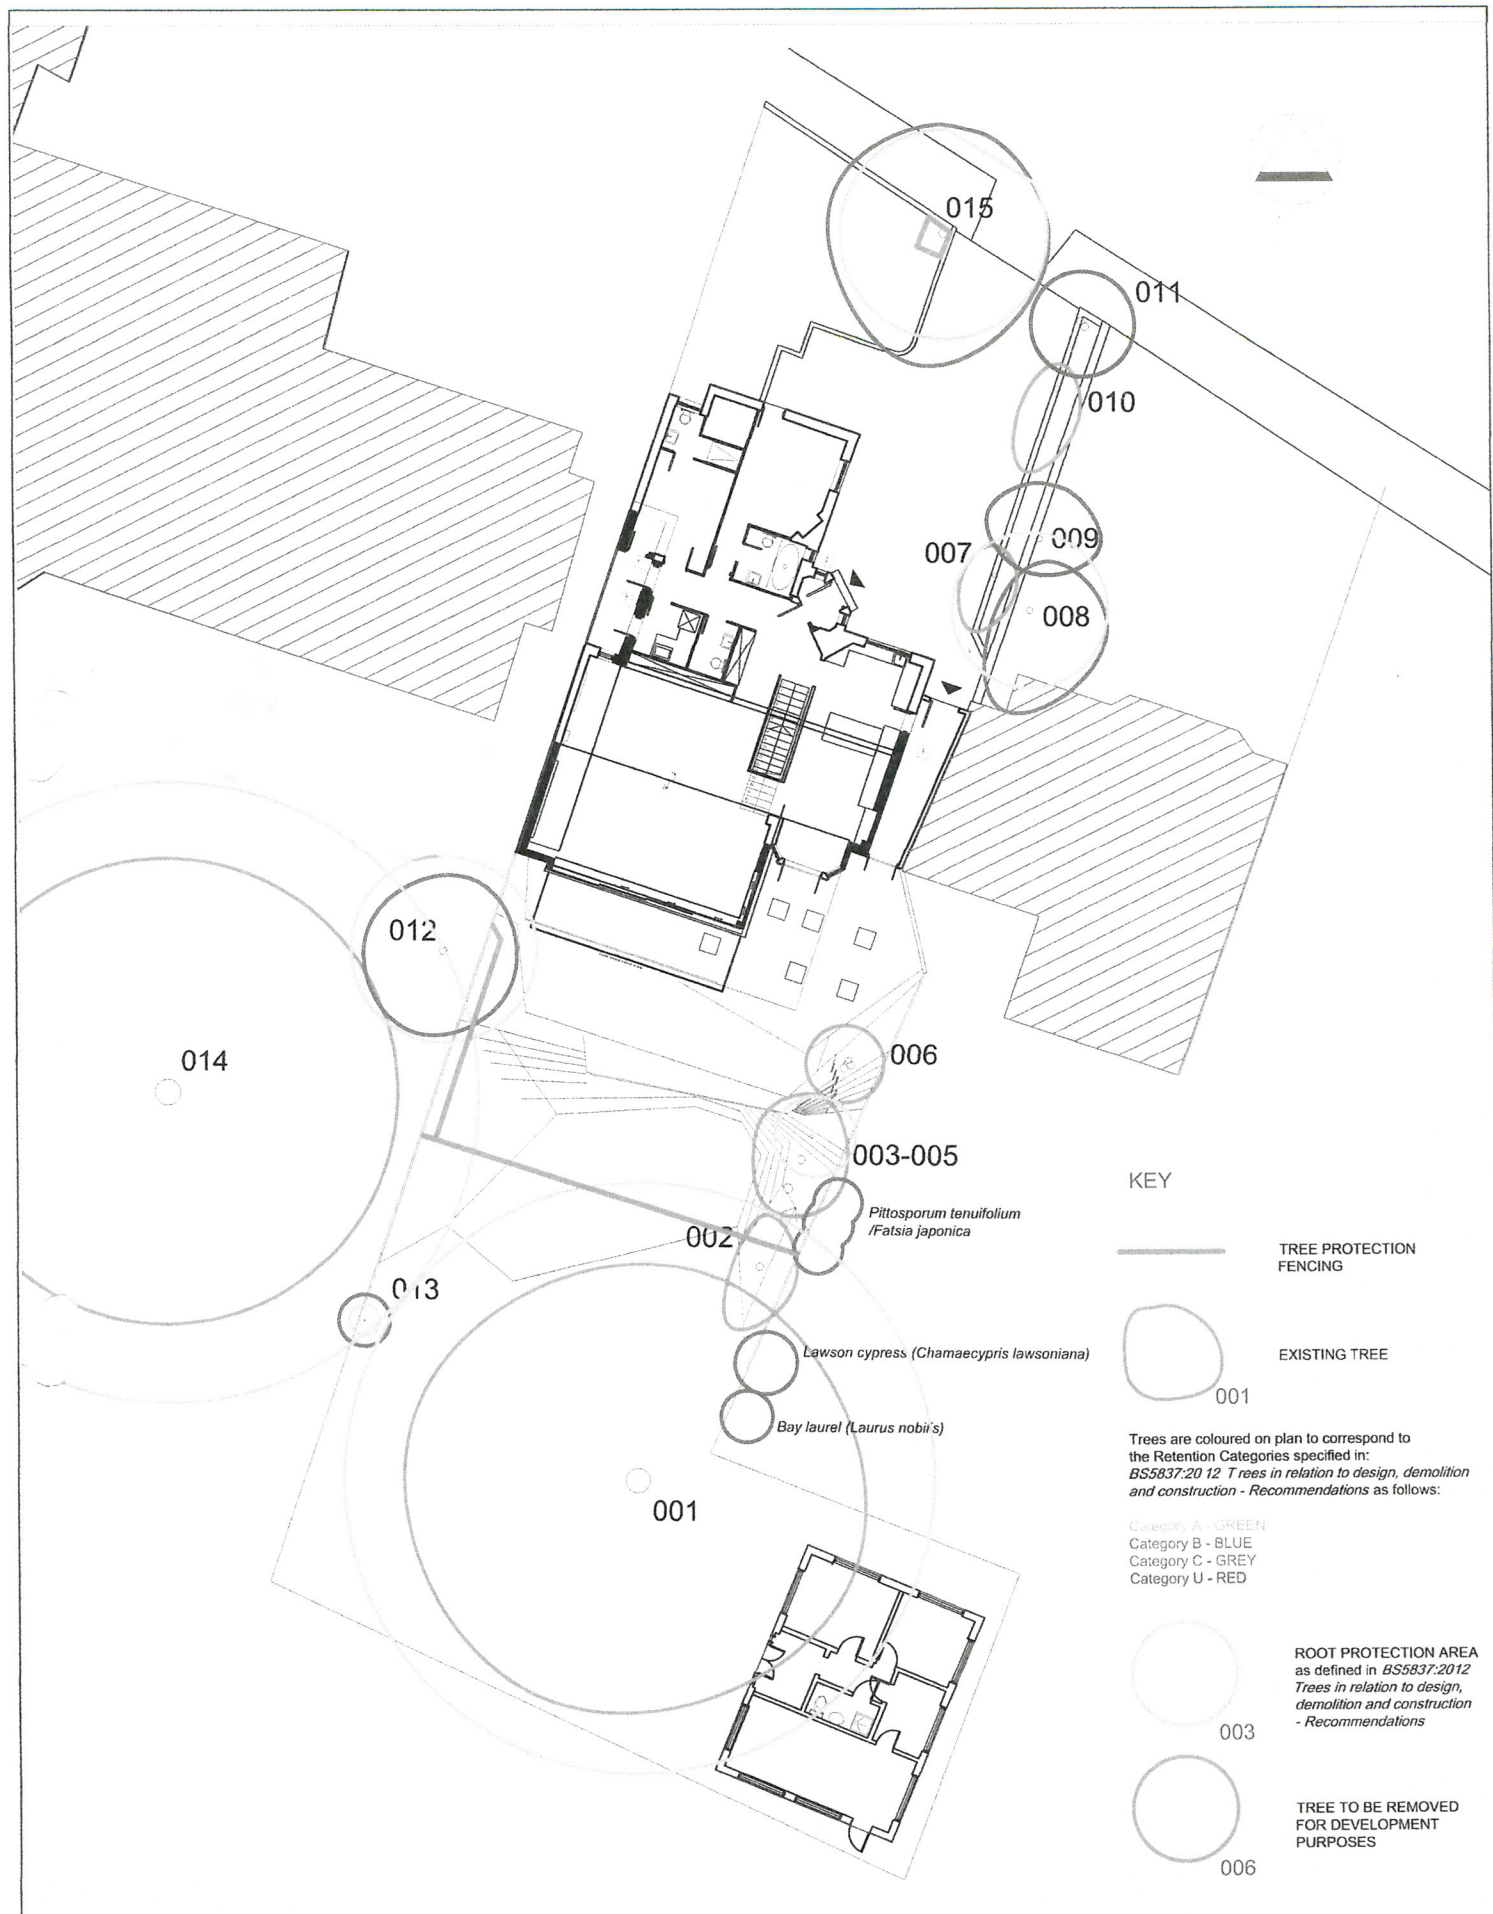 015
011
010
007
009
008
012
014
006
003-005
Pittosporum tenuifolium
/Fatsia japonica
002
013
Lawson cypress (Chamaecypris lawsoniana)
Bay laurel (Laurus nobilis)
001
KEY
TREE PROTECTION
FENCING
EXISTING TREE
001
Trees are coloured on plan to correspond to
the Retention Categories specified in:
BS5837:20 12 Trees in relation to design, demolition
and construction - Recommendations as follows:
Category A - GREEN
Category B - BLUE
Category C - GREY
Category U - RED
ROOT PROTECTION AREA
as defined in BS5837:2012
Trees in relation to design,
demolition and construction
- Recommendations
003
TREE TO BE REMOVED
FOR DEVELOPMENT
PURPOSES
006